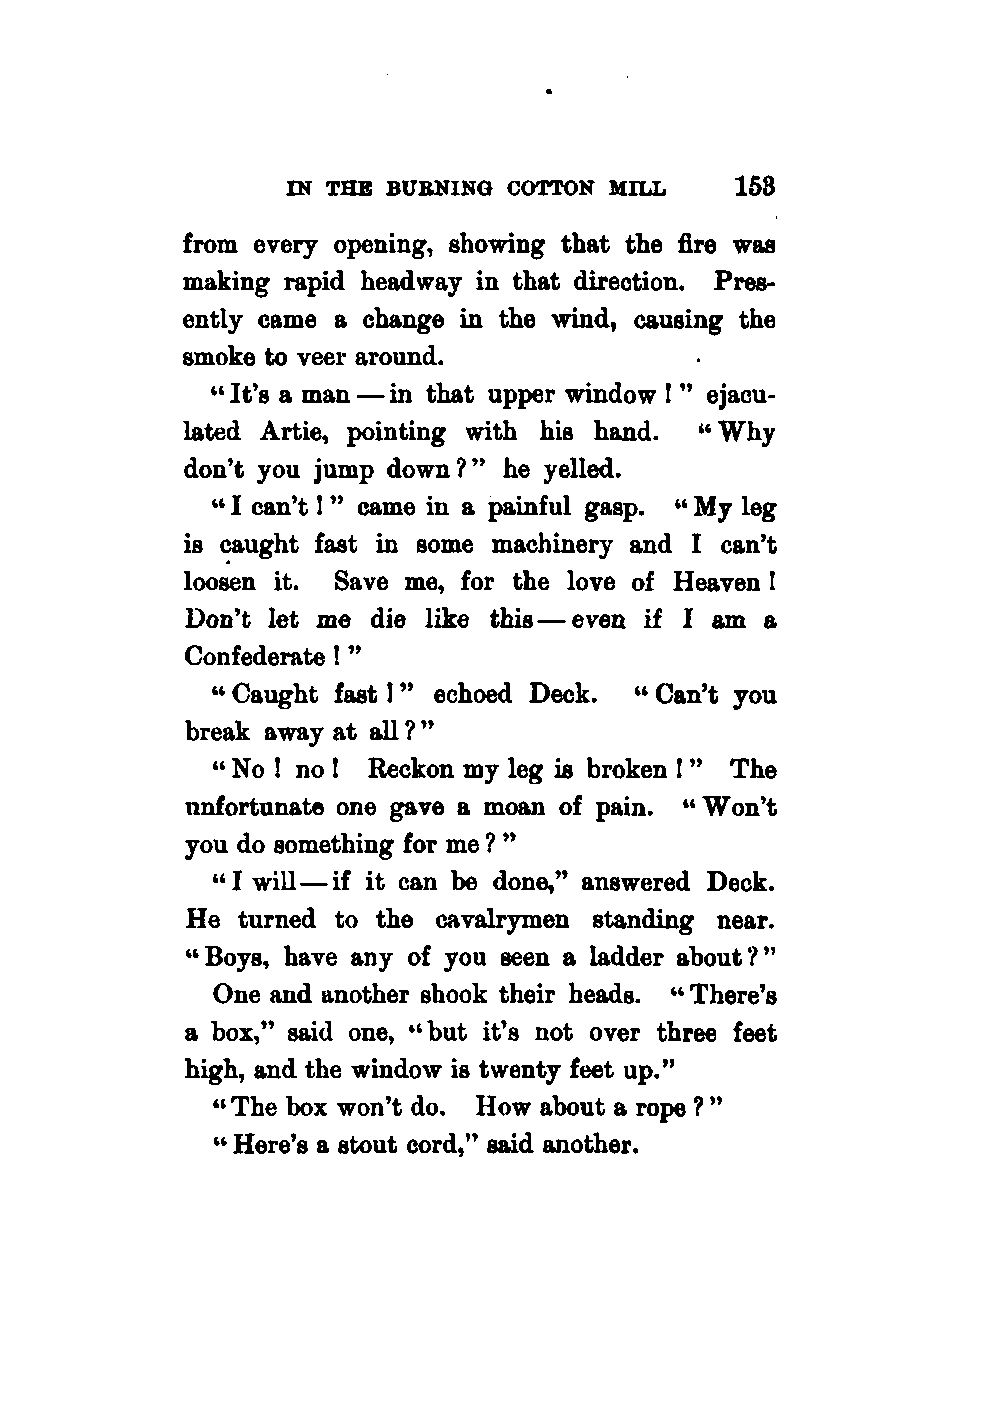 IN THE BURNING COTTON MILL 153
from every opening, showing that the fire was
making rapid headway in that direction. Pres-
ently came a change in the wind, causing the
smoke to veer around.
"It's a man—in that upper window!" ejacu-
lated Artie, pointing with his hand. "Why
don't you jump down?" he yelled.
"I can't!" came in a painful gasp. "My leg
is caught fast in some machinery and I can't
loosen it. Save me, for the love of Heaven!
Don't let me die like this—even if I am a
Confederate!"
"Caught fast!" echoed Deck. "Can't you
break away at all?"
"No! no! Reckon my leg is broken!" The
unfortunate one gave a moan of pain. "Won't
you do something for me?"
"I will—if it can be done," answered Deck.
He turned to the cavalrymen standing near.
"Boys, have any of you seen a ladder about?"
One and another shook their heads. "There's
a box," said one, "but it's not over three feet
high, and the window is twenty feet up."
"The box won't do. How about a rope?"
"Here's a stout cord," said another.